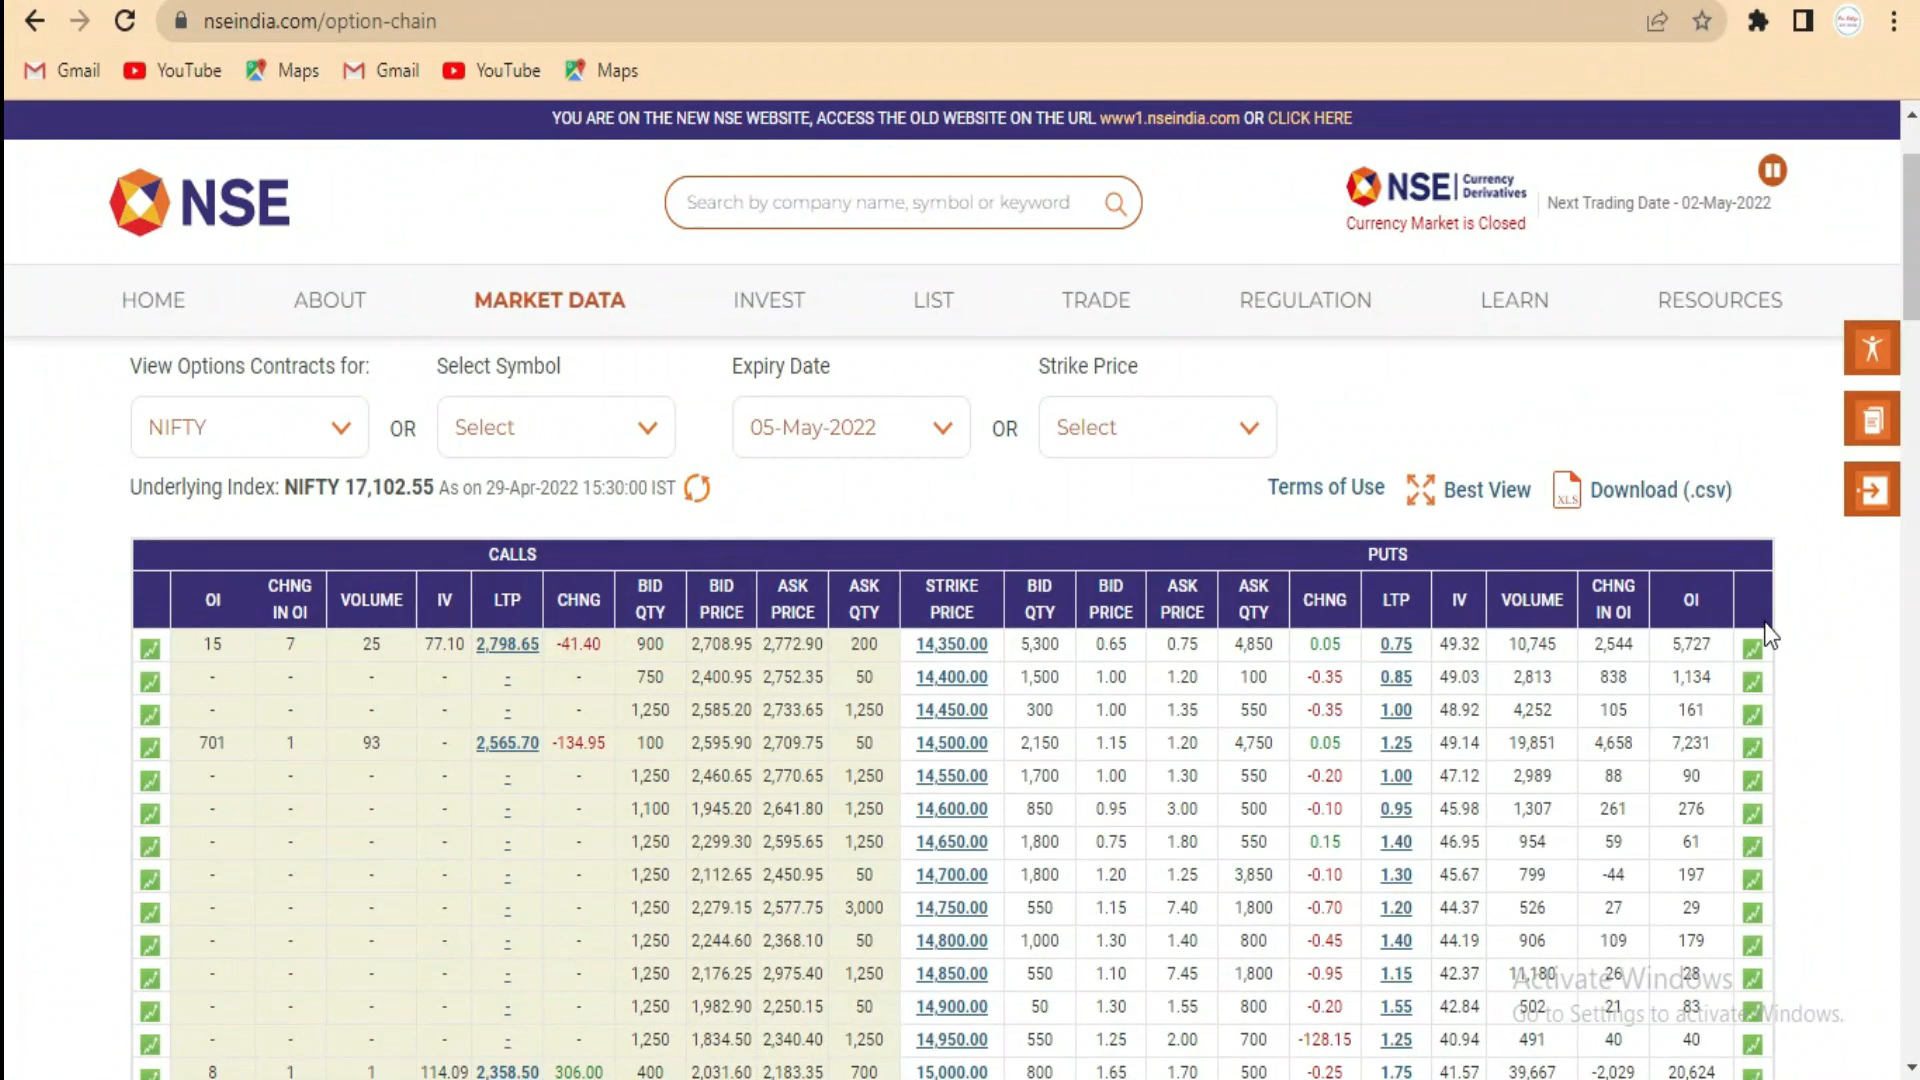 nseindia.com/option-chain
Gmail YouTube Maps Gmail YouTube Maps
YOU ARE ON THE NEW NSE WEBSITE, ACCESS THE OLD WEBSITE ON THE URL www1.nseindia.com OR CLICK HERE
NSE
Search by company name, symbol or keyword
NSE Currency Derivatives
Currency Market is Closed
Next Trading Date - 02-May-2022
HOME ABOUT MARKET DATA INVEST LIST TRADE REGULATION LEARN RESOURCES
View Options Contracts for: Select Symbol Expiry Date Strike Price
NIFTY OR Select 05-May-2022 OR Select
Underlying Index: NIFTY 17,102.55 As on 29-Apr-2022 15:30:00 IST Terms of Use Best View XLS Download (.csv)
CALLS PUTS
OI CHNG IN OI VOLUME IV LTP CHNG BID QTY BID PRICE ASK PRICE ASK QTY STRIKE PRICE BID QTY BID PRICE ASK PRICE ASK QTY CHNG LTP IV VOLUME CHNG IN OI OI
15 7 25 77.10 2,798.65 -41.40 900 2,708.95 2,772.90 200 14,350.00 5,300 0.65 0.75 4,850 0.05 0.75 49.32 10,745 2,544 5,727
- - - - - - 750 2,400.95 2,752.35 50 14,400.00 1,500 1.00 1.20 100 -0.35 0.85 49.03 2,813 838 1,134
- - - - - - 1,250 2,585.20 2,733.65 1,250 14,450.00 300 1.00 1.35 550 -0.35 1.00 48.92 4,252 105 161
701 1 93 - 2,565.70 -134.95 100 2,595.90 2,709.75 50 14,500.00 2,150 1.15 1.20 4,750 0.05 1.25 49.14 19,851 4,658 7,231
- - - - - - 1,250 2,460.65 2,770.65 1,250 14,550.00 1,700 1.00 1.30 550 -0.20 1.00 47.12 2,989 88 90
- - - - - - 1,100 1,945.20 2,641.80 1,250 14,600.00 850 0.95 3.00 500 -0.10 0.95 45.98 1,307 261 276
- - - - - - 1,250 2,299.30 2,595.65 1,250 14,650.00 1,800 0.75 1.80 550 0.15 1.40 46.95 954 59 61
- - - - - - 1,250 2,112.65 2,450.95 50 14,700.00 1,800 1.20 1.25 3,850 -0.10 1.30 45.67 799 -44 197
- - - - - - 1,250 2,279.15 2,577.75 3,000 14,750.00 550 1.15 7.40 1,800 -0.70 1.20 44.37 526 27 29
- - - - - - 1,250 2,244.60 2,368.10 50 14,800.00 1,000 1.30 1.40 800 -0.45 1.40 44.19 906 109 179
- - - - - - 1,250 2,176.25 2,975.40 1,250 14,850.00 550 1.10 7.45 1,800 -0.95 1.15 42.37 11,180 26 28
Activate Windows
- - - - - - 1,250 1,982.90 2,250.15 50 14,900.00 50 1.30 1.55 800 -0.20 1.55 42.84 502 21 83
Go to Settings to activate Windows.
- - - - - - 1,250 1,834.50 2,340.40 1,250 14,950.00 550 1.25 2.00 700 -128.15 1.25 40.94 491 40 40
8 1 1 114.09 2,358.50 306.00 400 2,031.60 2,183.35 700 15,000.00 800 1.65 1.70 500 -0.25 1.75 41.57 39,667 -2,029 20,624